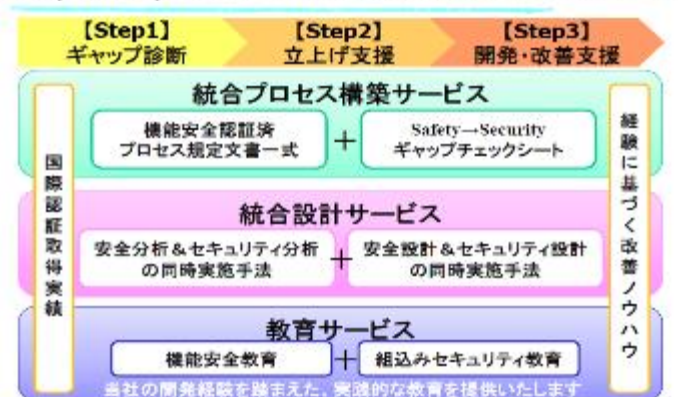 【Step1】
ギャップ診断
【Step2】
立上げ支援
【Step3】
開発・改善支援
国際認証取得実績
統合プロセス構築サービス
機能安全認証済
プロセス規定文書一式
+
Safety→Security
ギャップチェックシート
統合設計サービス
安全分析&セキュリティ分析
の同時実施手法
+
安全設計&セキュリティ設計
の同時実施手法
教育サービス
機能安全教育
+
組込みセキュリティ教育
当社の開発経験を踏まえた、実践的な教育を提供いたします
経験に基づく改善ノウハウ